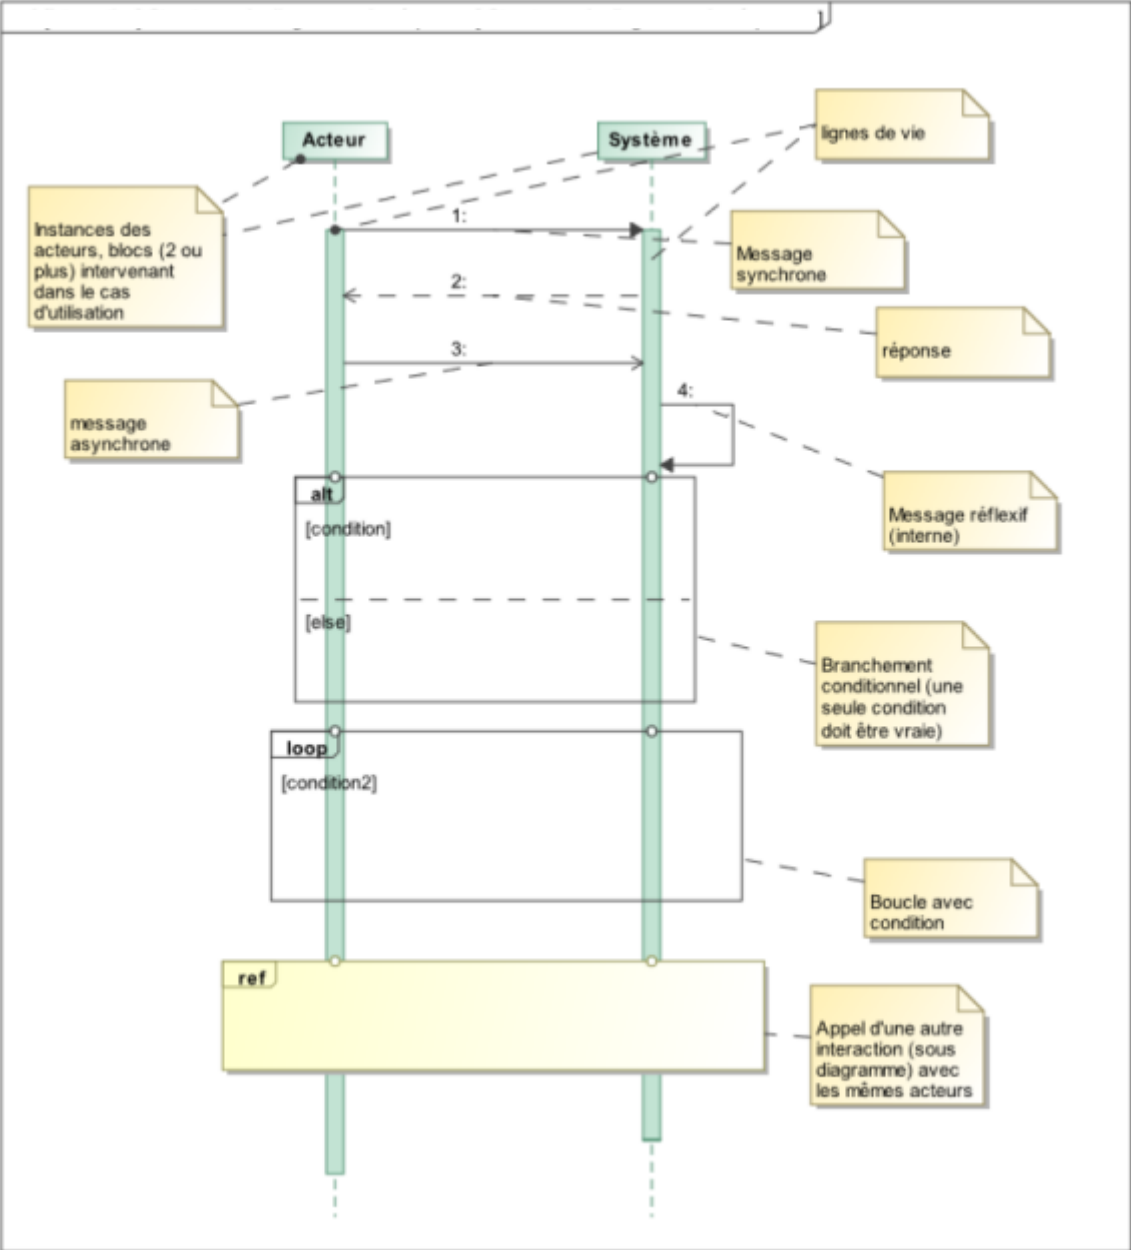 Acteur
Système
lignes de vie
Instances des
acteurs, blocs (2 ou
plus) intervenant
dans le cas
d'utilisation
1:
Message
synchrone
2:
réponse
3:
message
asynchrone
4:
Message réflexif
(interne)
alt
[condition]
[else]
Branchement
conditionnel (une
seule condition
doit être vraie)
loop
[condition2]
Boucle avec
condition
ref
Appel d'une autre
interaction (sous
diagramme) avec
les mêmes acteurs